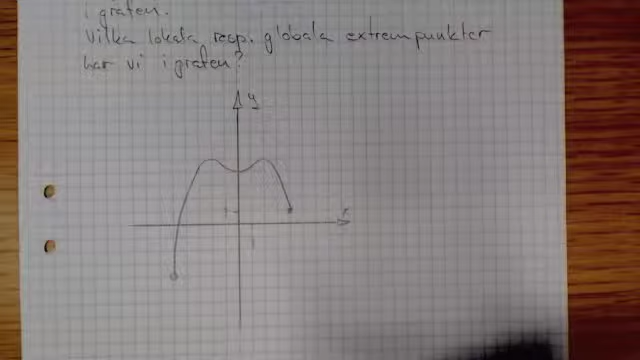 i grafen.
Vilka lokala resp. globala extrempunkter
har vi i grafen?
y
x
1
1